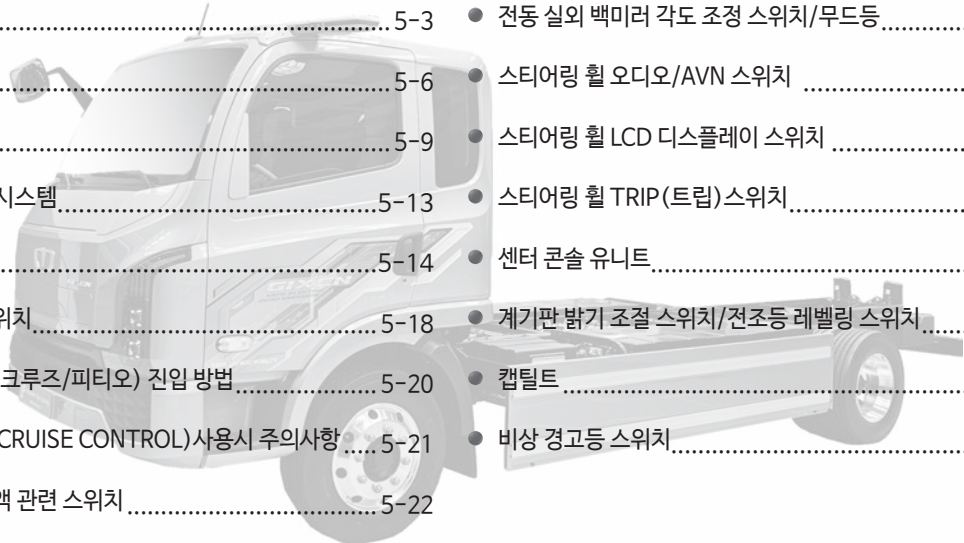 5-3
5-6
5-9
시스템 5-13
5-14
위치 5-18
크루즈/피티오) 진입 방법 5-20
CRUISE CONTROL)사용시 주의사항 5-21
액 관련 스위치 5-22
● 전동 실외 백미러 각도 조정 스위치/무드등
● 스티어링 휠 오디오/AVN 스위치
● 스티어링 휠 LCD 디스플레이 스위치
● 스티어링 휠 TRIP(트립)스위치
● 센터 콘솔 유니트
● 계기판 밝기 조절 스위치/전조등 레벨링 스위치
● 캡틸트
● 비상 경고등 스위치
GIXEN